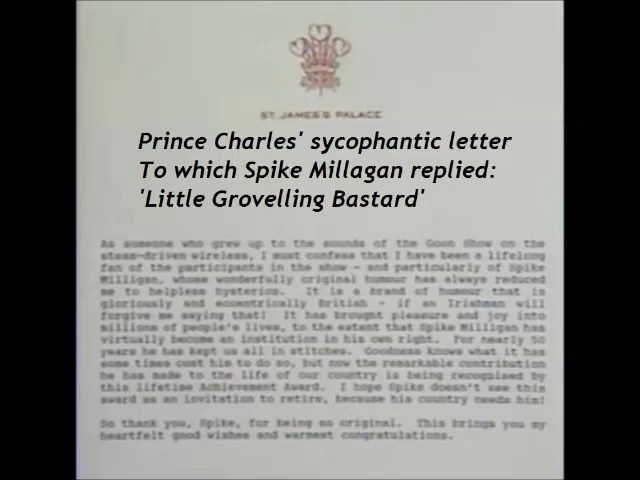 ST. JAMES'S PALACE
Prince Charles' sycophantic letter
To which Spike Millagan replied:
'Little Grovelling Bastard'
As someone who grew up to the sounds of the Goon Show on the
steam-driven wireless, I must confess that I have been a lifelong
fan of the participants in the show - and particularly of Spike
Milligan, whose wonderfully original humour has always reduced
me to helpless hysterics. It is a brand of humour that is
gloriously and eccentrically British - if an Irishman will
forgive me saying that! It has brought pleasure and joy into
millions of people's lives, to the extent that Spike Milligan has
virtually become an institution in his own right. For nearly 50
years he has kept us all in stitches. Goodness knows what it has
some times cost him to do so, but now the remarkable contribution
he has made to the life of our country is being recognised by
this lifetime Achievement Award. I hope Spike doesn't see this
award as an invitation to retire, because his country needs him!
So thank you, Spike, for being so original. This brings you my
heartfelt good wishes and warmest congratulations.